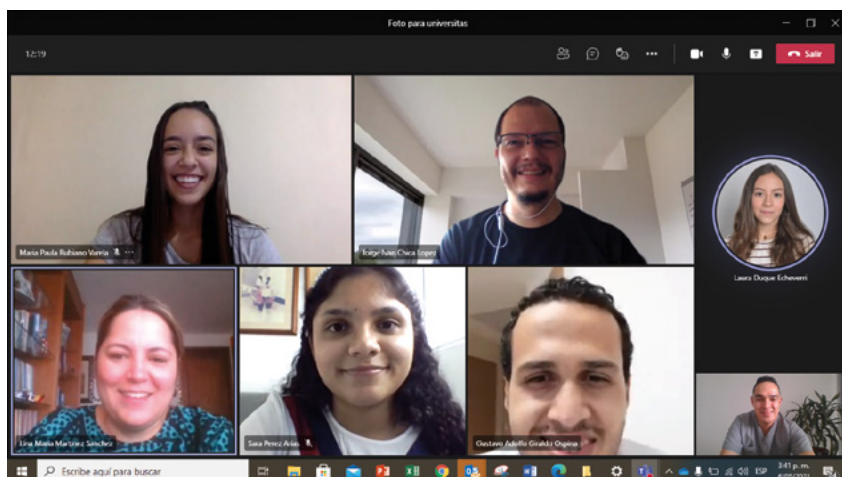 Foto para universitas
12:19
Salir
Maria Paula Rubiano Varela
Jorge Ivan Chica Lopez
Laura Duque Echeverri
Lina Maria Martinez Sanchez
Sara Perez Arias
Gustavo Adolfo Giraldo Ospina
Escribe aquí para buscar
ESP
3:41 p. m.